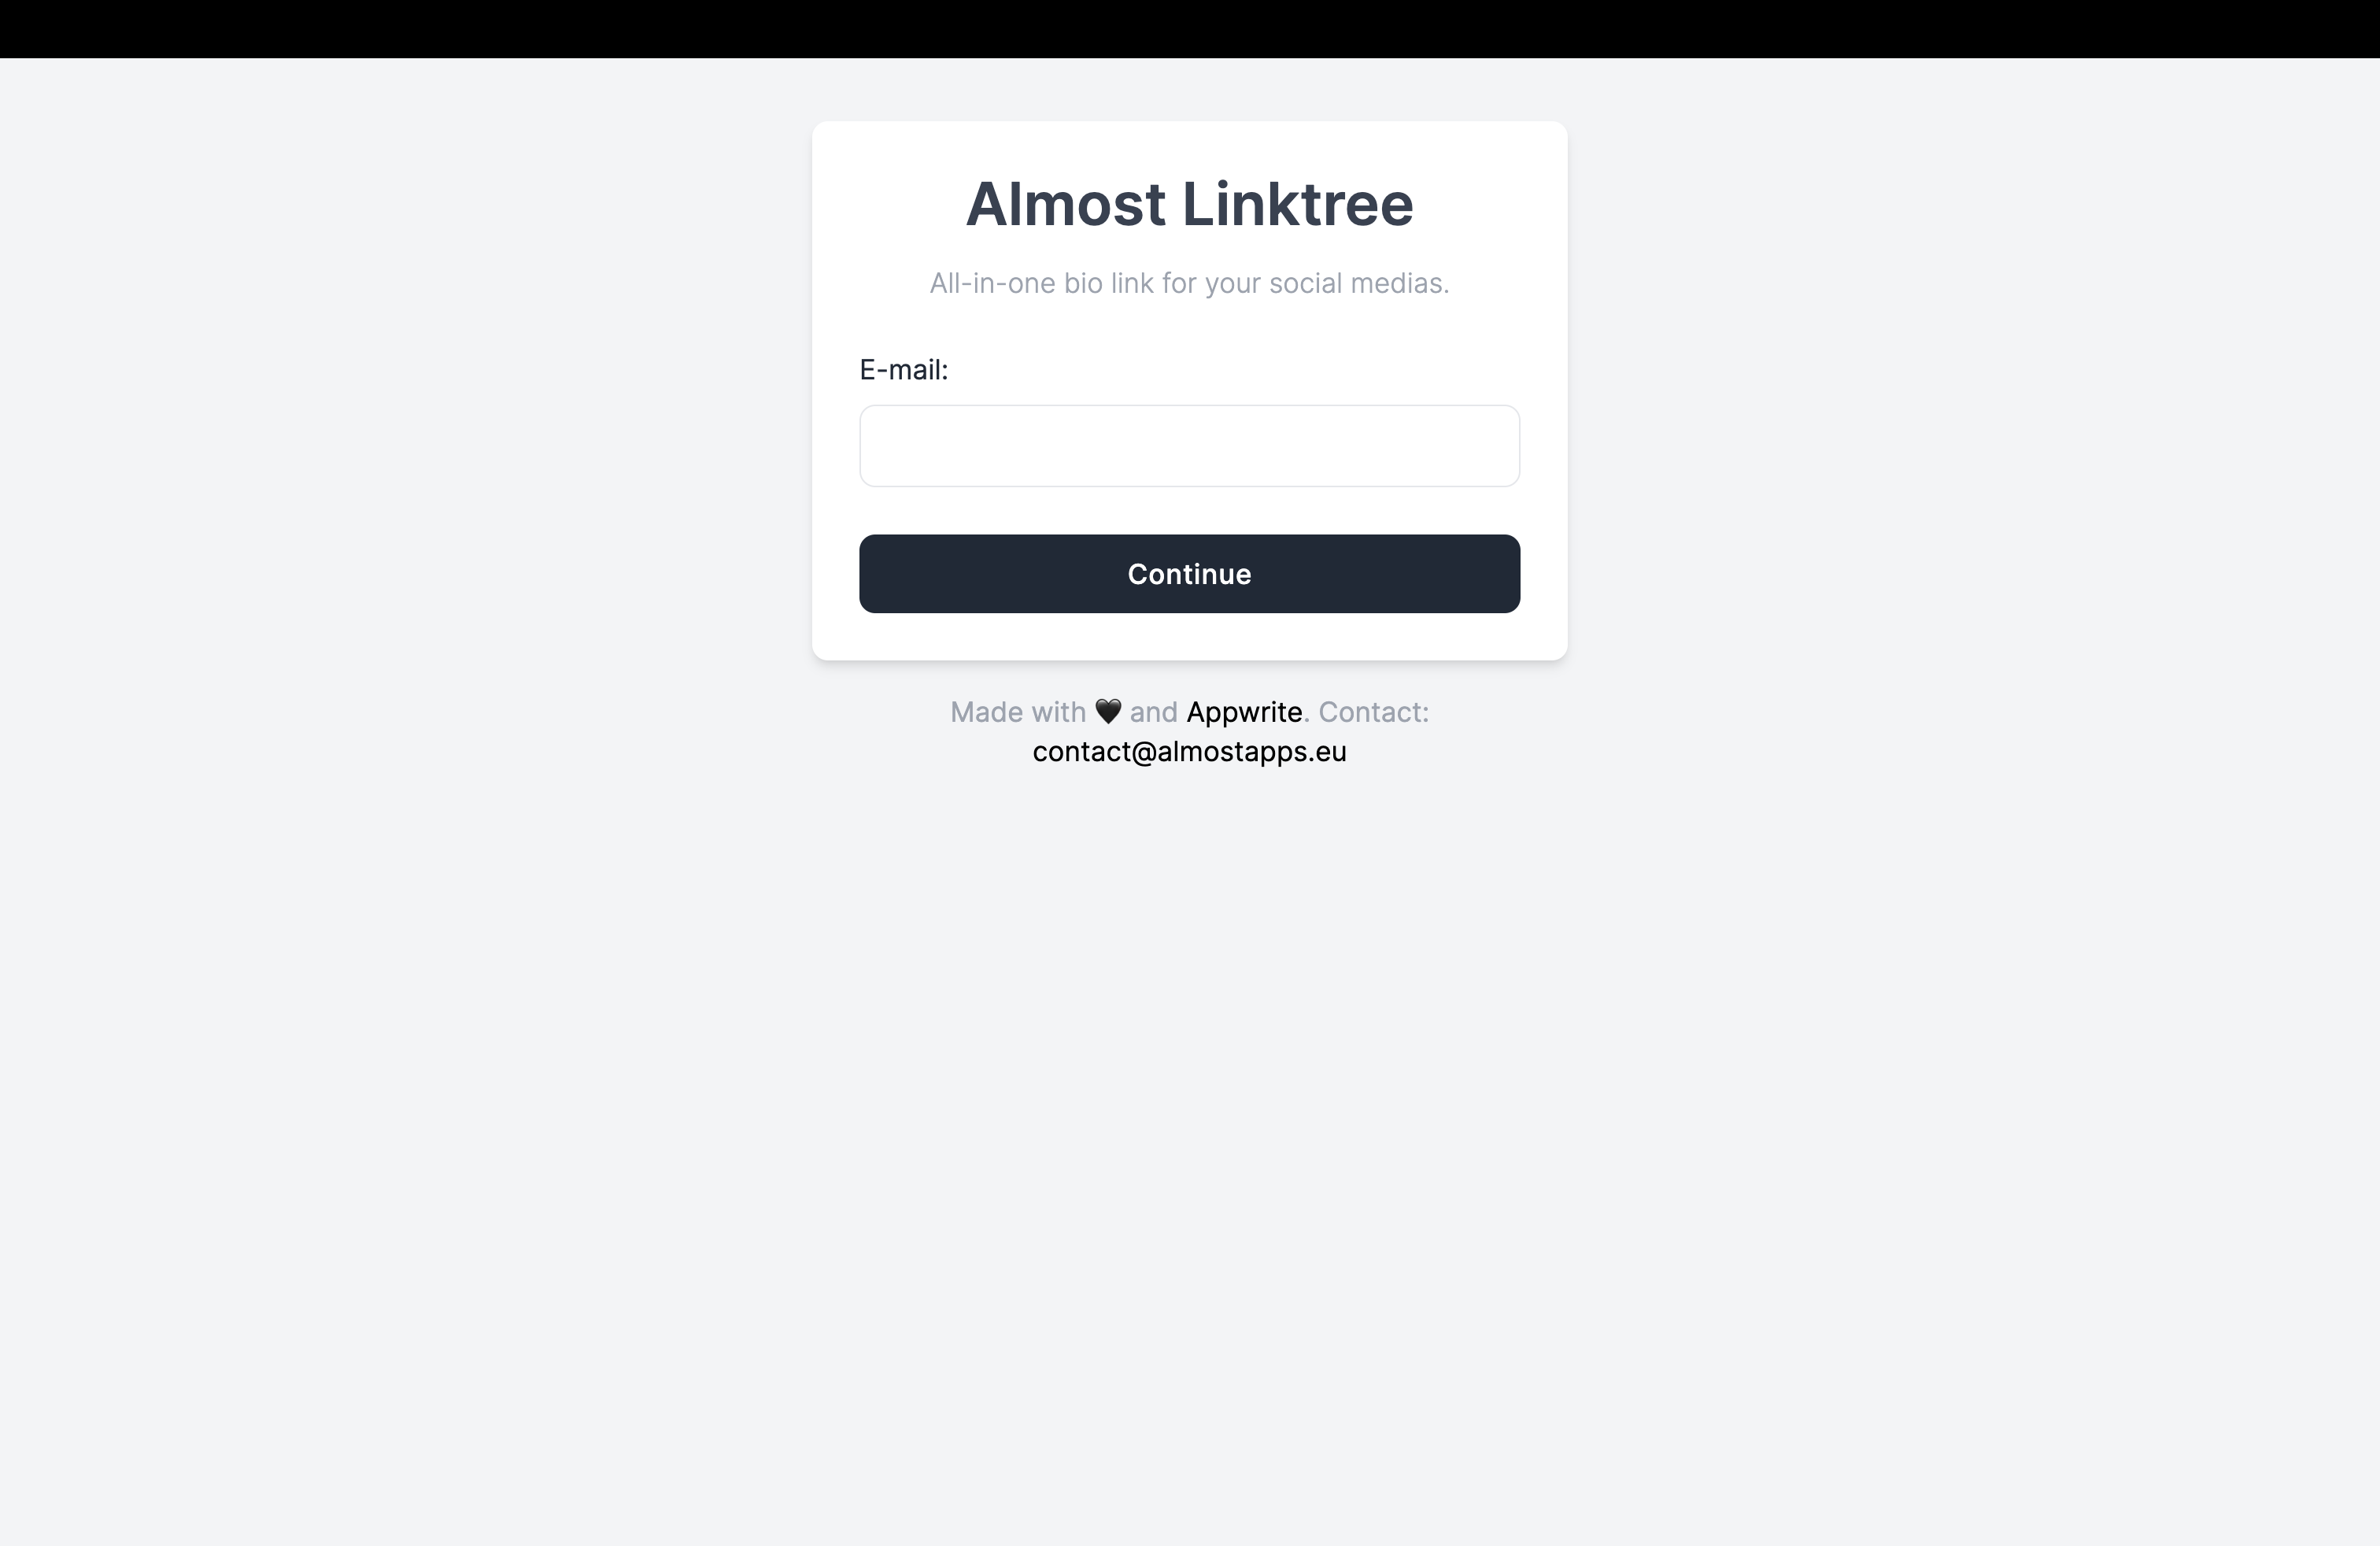 Almost Linktree
All-in-one bio link for your social medias.
E-mail:
Continue
Made with 🖤 and Appwrite. Contact:
contact@almostapps.eu